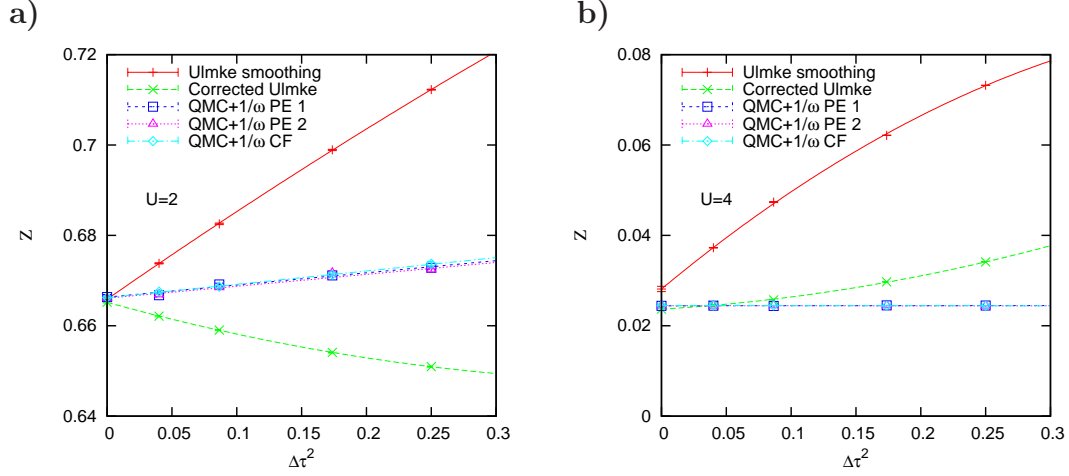 a)
0.72
0.7
0.68
0.66
0.64
Z
Ulmke smoothing
Corrected Ulmke
QMC+1/ω PE 1
QMC+1/ω PE 2
QMC+1/ω CF
U=2
0 0.05 0.1 0.15 0.2 0.25 0.3
Δτ²
b)
0.08
0.06
0.04
0.02
0
Z
Ulmke smoothing
Corrected Ulmke
QMC+1/ω PE 1
QMC+1/ω PE 2
QMC+1/ω CF
U=4
0 0.05 0.1 0.15 0.2 0.25 0.3
Δτ²